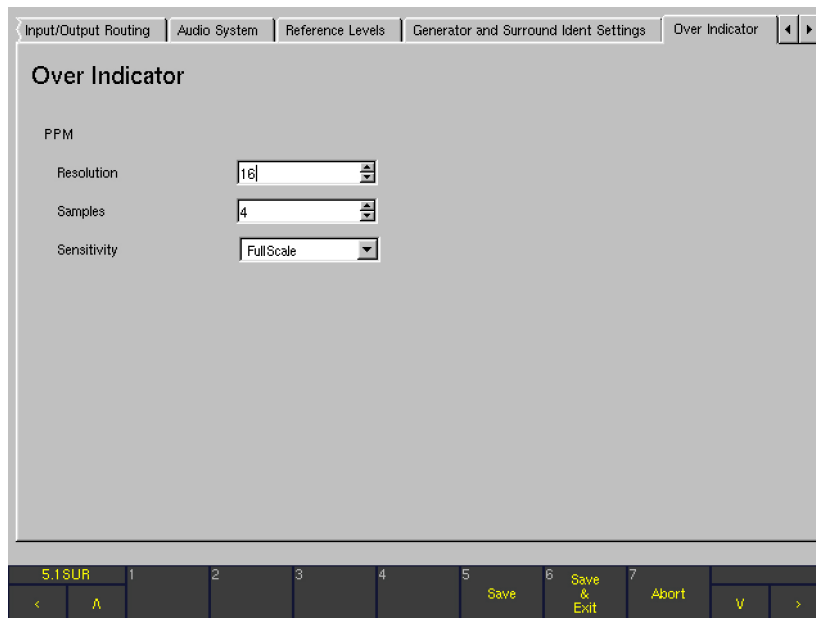 Input/Output Routing Audio System Reference Levels Generator and Surround Ident Settings Over Indicator
Over Indicator
PPM
Resolution 16
Samples 4
Sensitivity FullScale
5.1SUR 1 2 3 4 5 Save 6 Save & Exit 7 Abort
< Λ V >